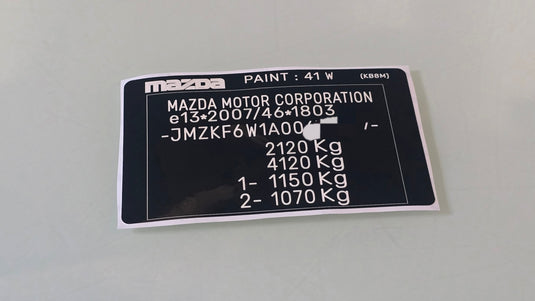 mazda PAINT : 41 W (KB8M)
MAZDA MOTOR CORPORATION
e13*2007/46*1803
-JMZKF6W1A00 -
2120 Kg
4120 Kg
1- 1150 Kg
2- 1070 Kg